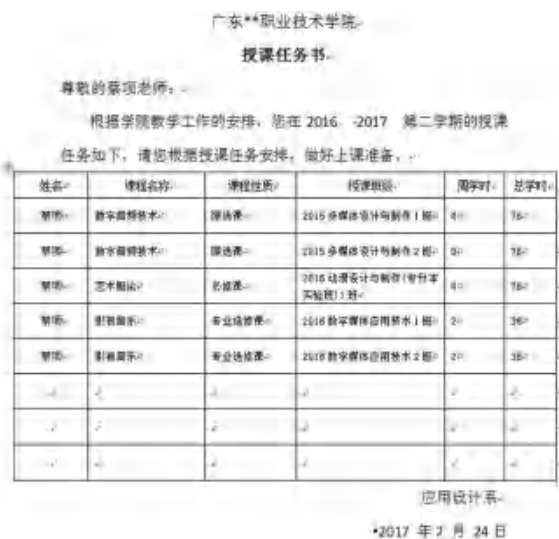 广东**职业技术学院
授课任务书
尊敬的蔡项老师：
根据学院教学工作的安排，您在 2016 -2017 第二学期的授课
任务如下，请您根据授课任务安排，做好上课准备。
姓名 课程名称 课程性质 授课班级 周学时 总学时
蔡项 数字音频技术 限选课 2015 多媒体设计与制作 1 班
蔡项 数字音频技术 限选课 2015 多媒体设计与制作 2 班
蔡项 艺术概论 必修课 2016 动漫设计与制作(专升本
实验班) 1 班
蔡项 影视音乐 专业选修课 2016 数字媒体应用技术 1 班 2 36
蔡项 影视音乐 专业选修课 2016 数字媒体应用技术 2 班 2 36
应用设计系
2017 年 2 月 24 日